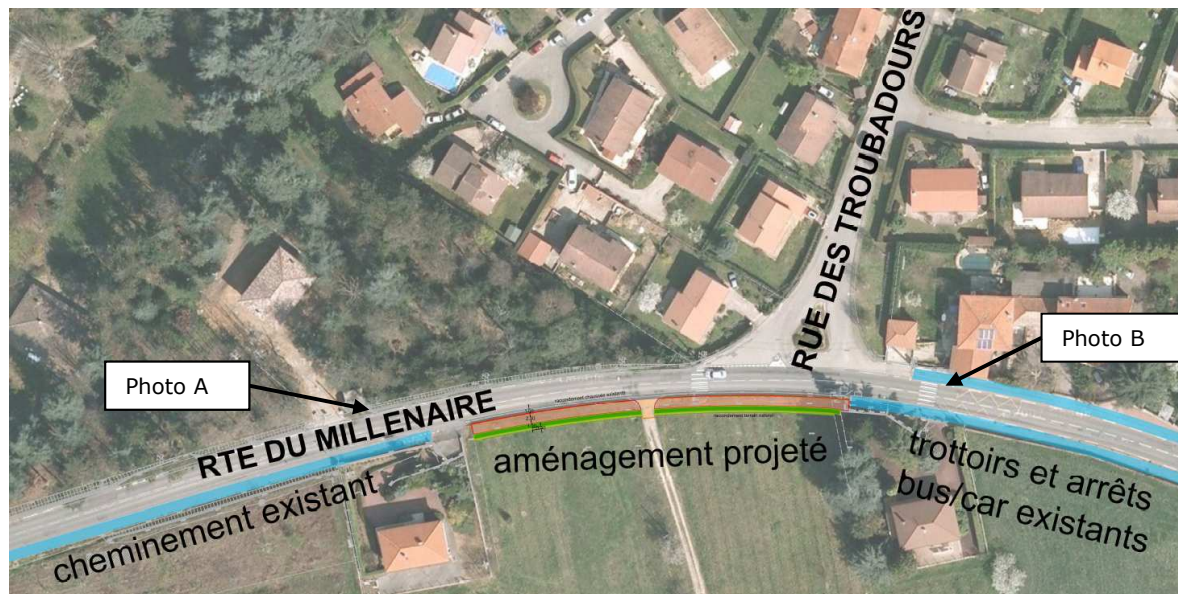 RUE DES TROUBADOURS
Photo B
Photo A
RTE DU MILLENAIRE
aménagement projeté
trottoirs et arrêts
bus/car existants
cheminement existant